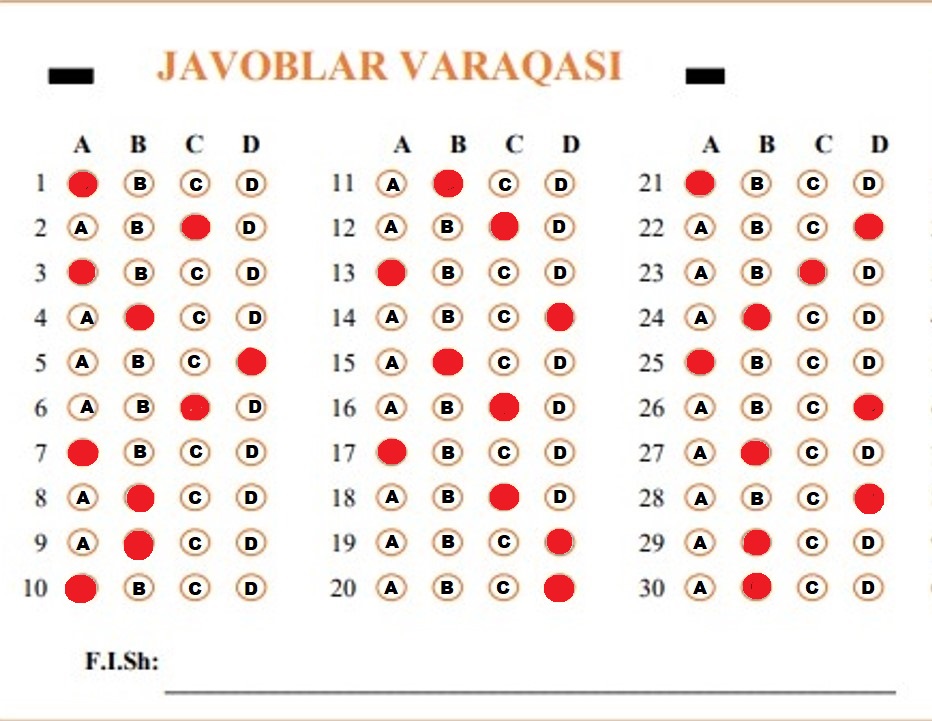 JAVOBLAR VARAQASI
A B C D A B C D A B C D
1 B C D 11 A C D 21 B C D
2 A B D 12 A B D 22 A B C
3 B C D 13 B C D 23 A B D
4 A C D 14 A B C 24 A C D
5 A B C 15 A C D 25 B C D
6 A B D 16 A B D 26 A B C
7 B C D 17 B C D 27 A C D
8 A C D 18 A B D 28 A B C
9 A C D 19 A B C 29 A C D
10 B C D 20 A B C 30 A C D
F.I.Sh: